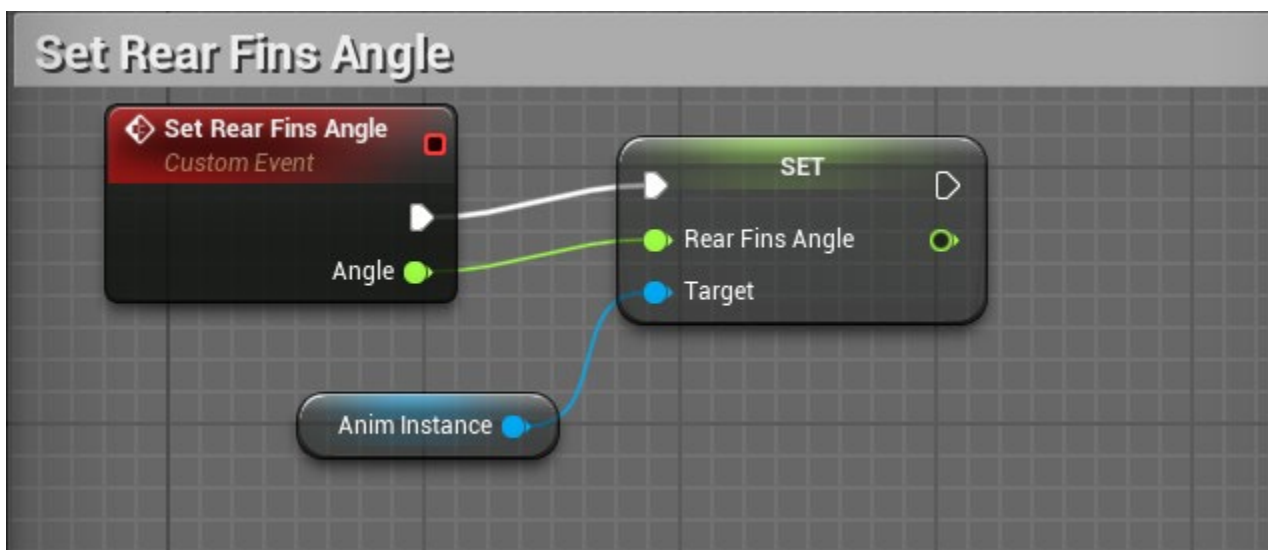 Set Rear Fins Angle
Set Rear Fins Angle
Custom Event
SET
Rear Fins Angle
Angle
Target
Anim Instance